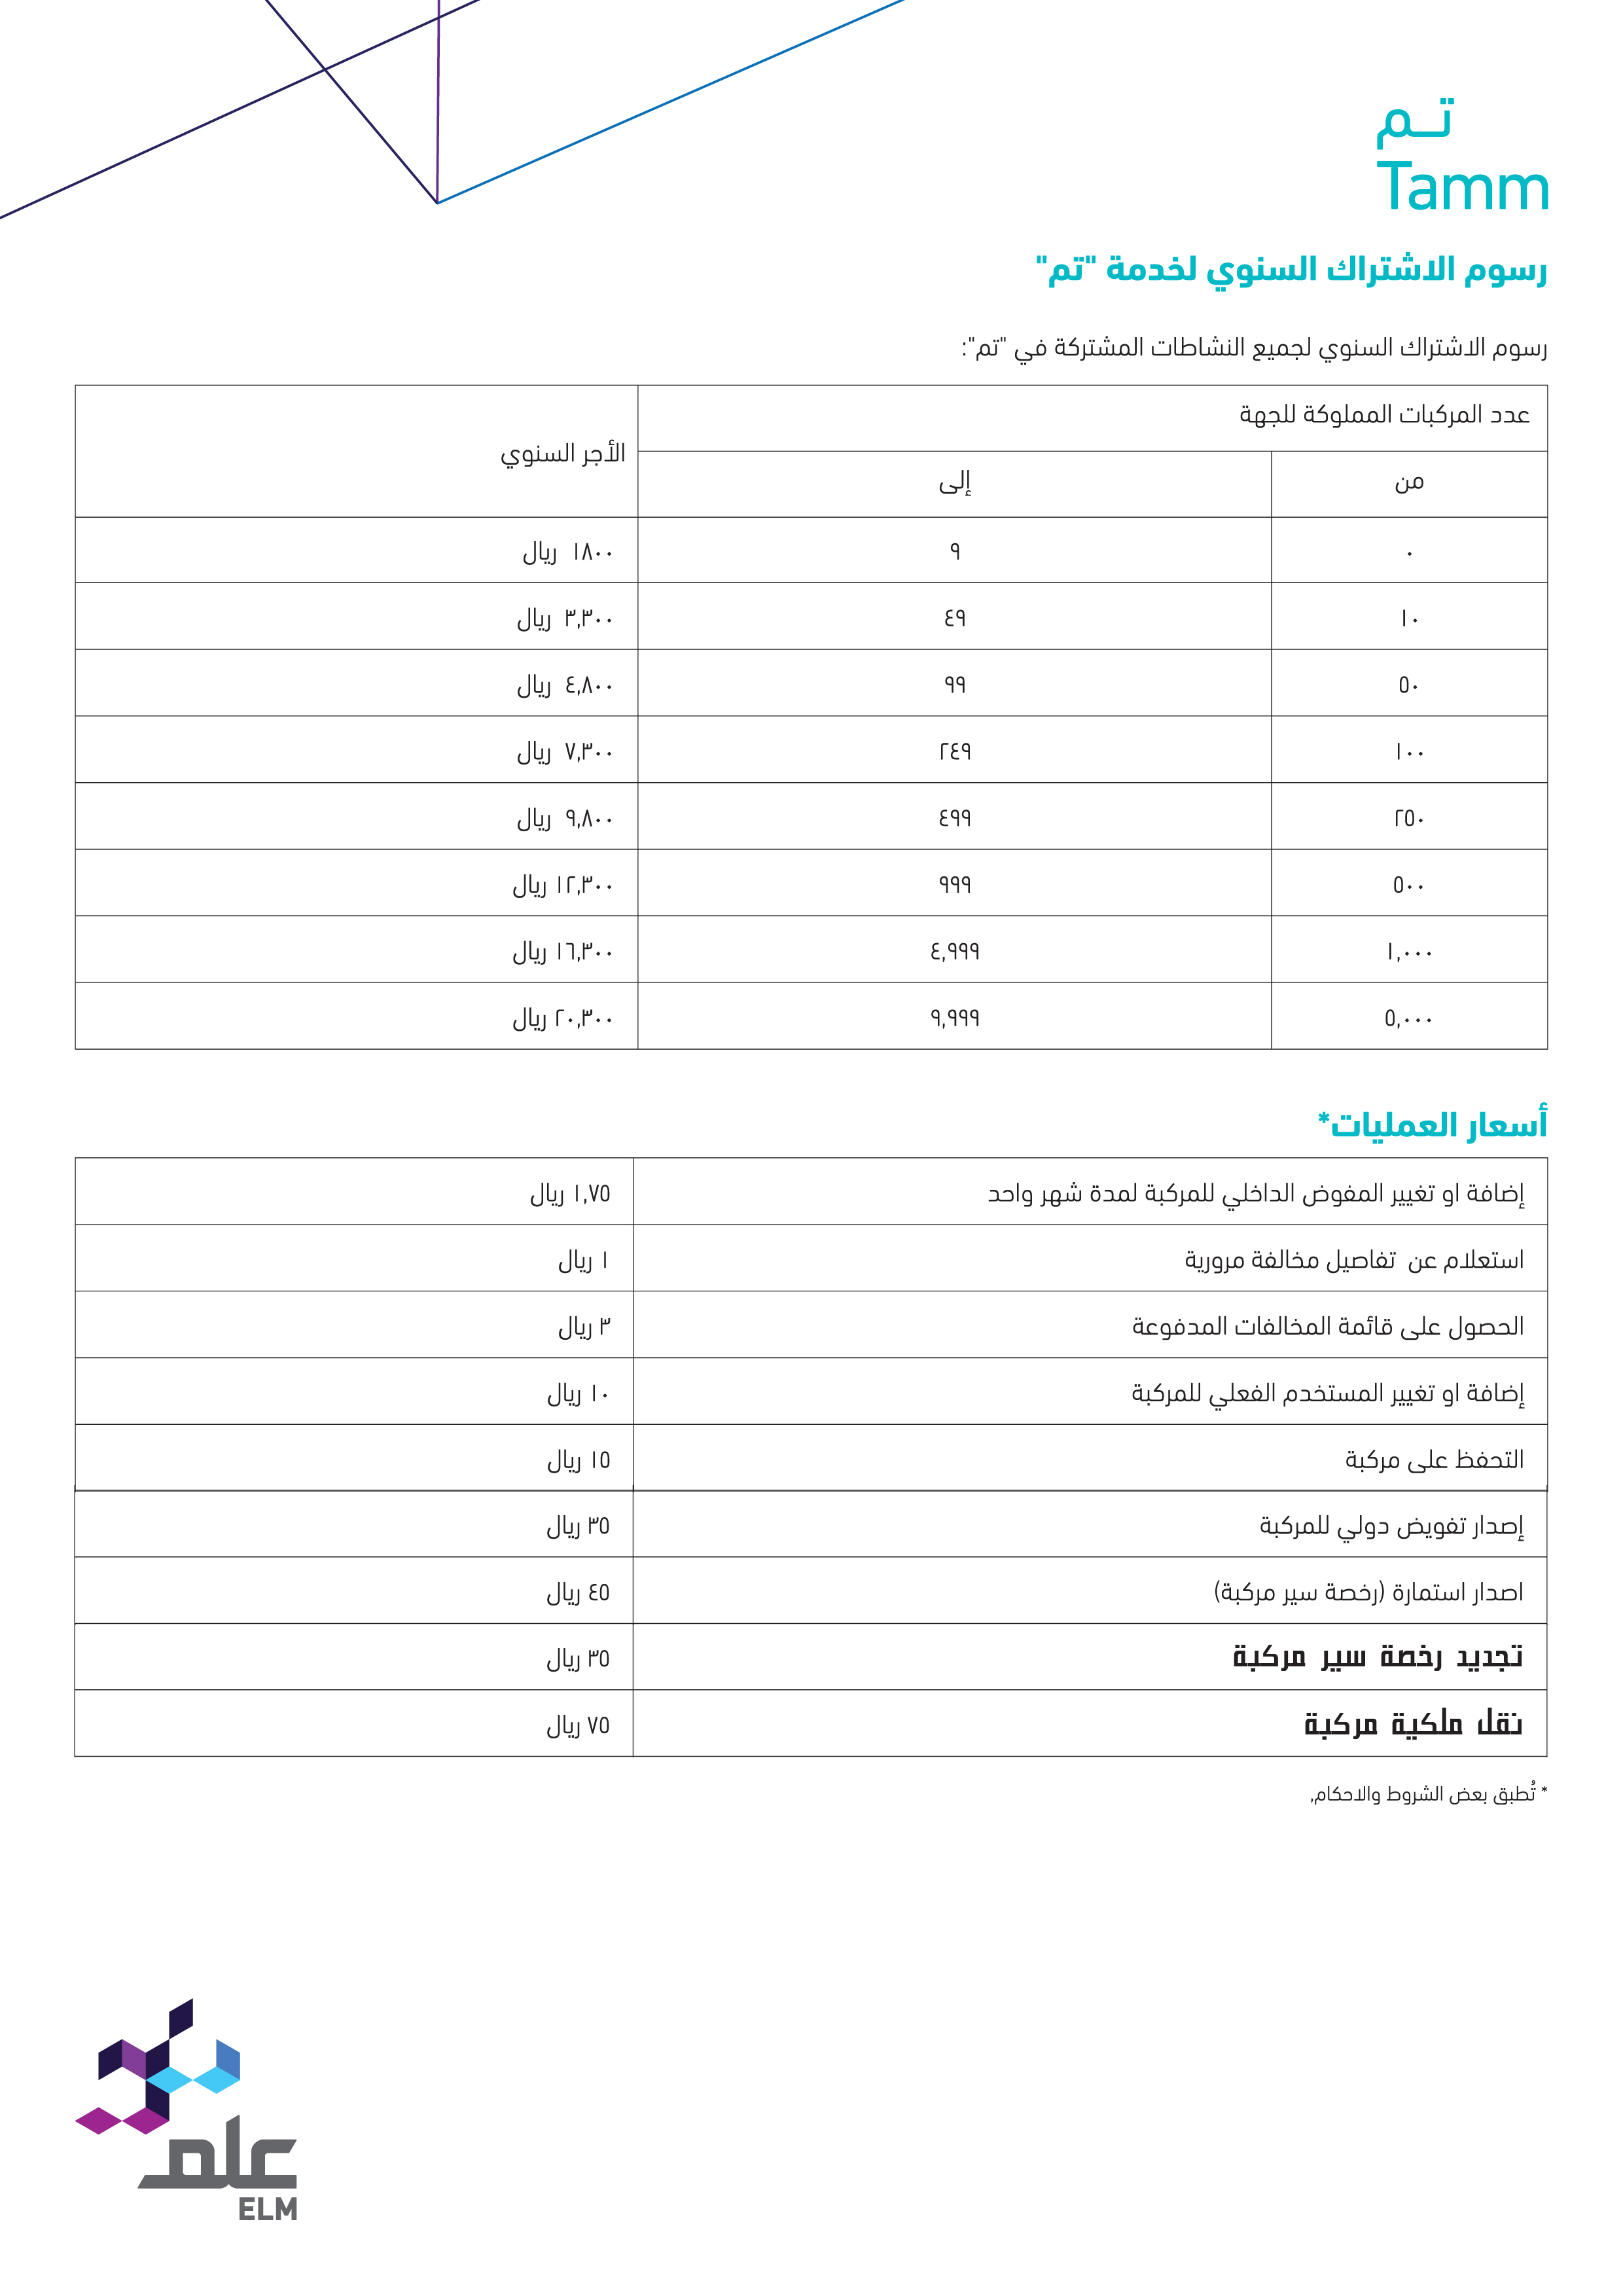 تم
Tamm
رسوم الاشتراك السنوي لخدمة "تم"
رسوم الاشتراك السنوي لجميع النشاطات المشتركة في "تم":
عدد المركبات المملوكة للجهة
الأجر السنوي
من إلى
٠ ٩ ١٨٠٠ ريال
١٠ ٤٩ ٣,٣٠٠ ريال
٥٠ ٩٩ ٤,٨٠٠ ريال
١٠٠ ٢٤٩ ٧,٣٠٠ ريال
٢٥٠ ٤٩٩ ٩,٨٠٠ ريال
٥٠٠ ٩٩٩ ١٢,٣٠٠ ريال
١,٠٠٠ ٤,٩٩٩ ١٦,٣٠٠ ريال
٥,٠٠٠ ٩,٩٩٩ ٢٠,٣٠٠ ريال
أسعار العمليات*
إضافة او تغيير المفوض الداخلي للمركبة لمدة شهر واحد ١,٧٥ ريال
استعلام عن تفاصيل مخالفة مرورية ١ ريال
الحصول على قائمة المخالفات المدفوعة ٣ ريال
إضافة او تغيير المستخدم الفعلي للمركبة ١٠ ريال
التحفظ على مركبة ١٥ ريال
إصدار تفويض دولي للمركبة ٣٥ ريال
اصدار استمارة (رخصة سير مركبة) ٤٥ ريال
تجديد رخصة سير مركبة ٣٥ ريال
نقل ملكية مركبة ٧٥ ريال
* تُطبق بعض الشروط والاحكام,
علم
ELM